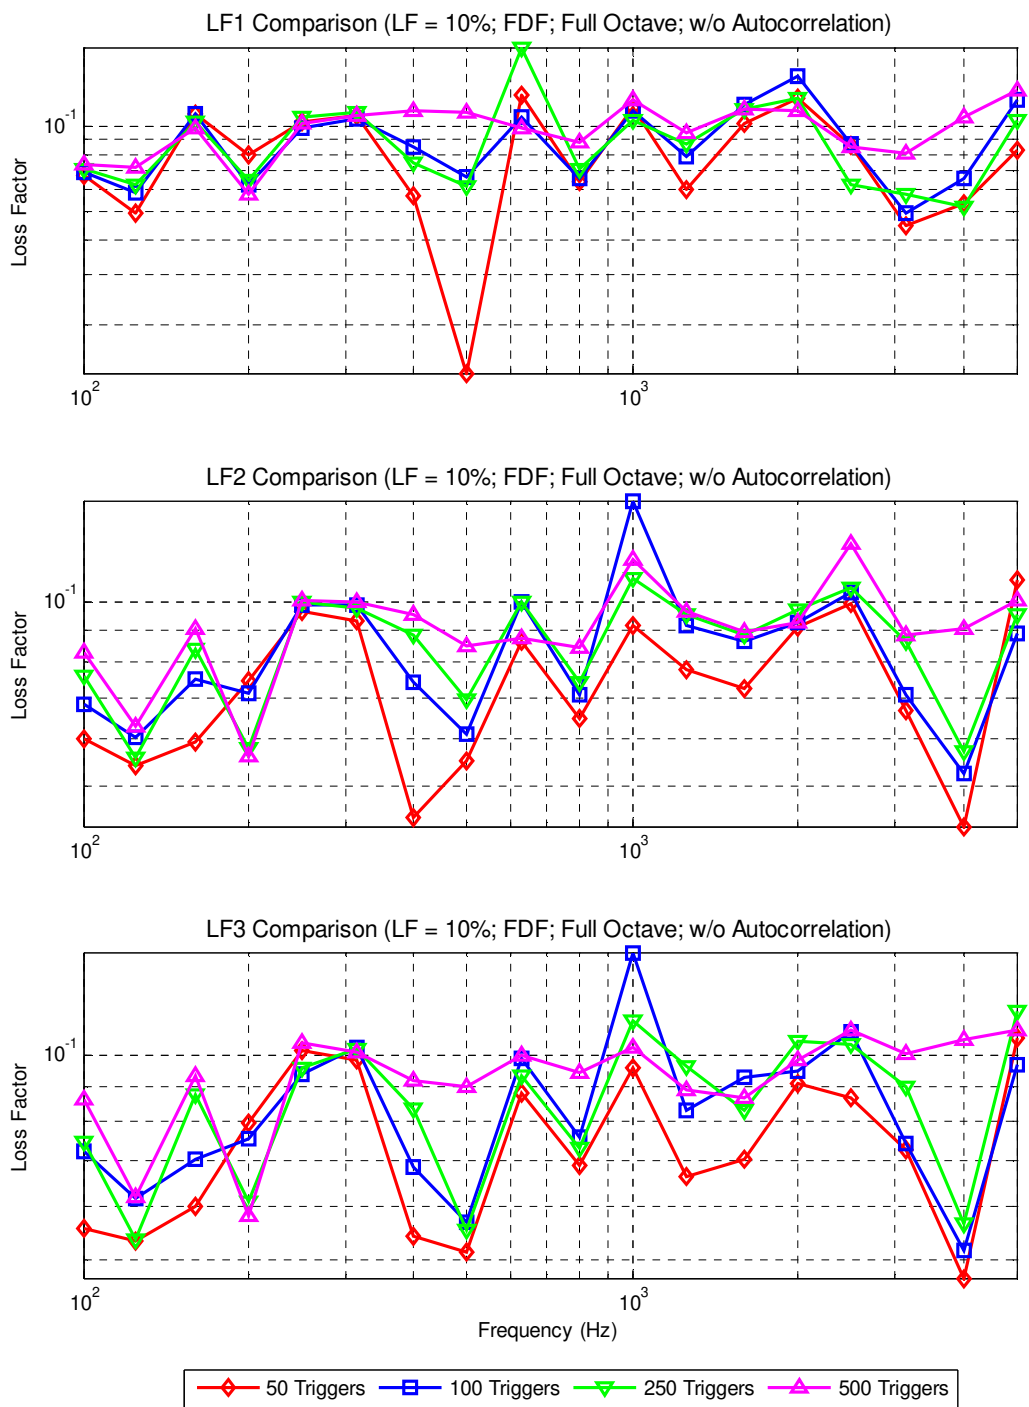 LF1 Comparison (LF = 10%; FDF; Full Octave; w/o Autocorrelation)
10^-1
Loss Factor
10^2
10^3
LF2 Comparison (LF = 10%; FDF; Full Octave; w/o Autocorrelation)
10^-1
Loss Factor
10^2
10^3
LF3 Comparison (LF = 10%; FDF; Full Octave; w/o Autocorrelation)
10^-1
Loss Factor
10^2
10^3
Frequency (Hz)
50 Triggers 100 Triggers 250 Triggers 500 Triggers